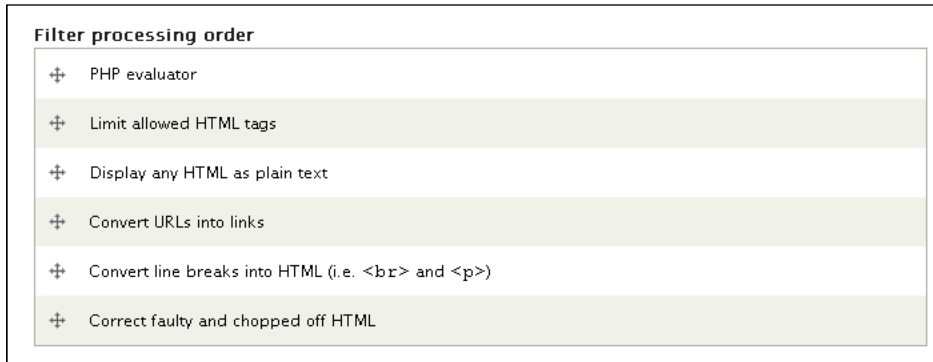 Filter processing order
PHP evaluator
Limit allowed HTML tags
Display any HTML as plain text
Convert URLs into links
Convert line breaks into HTML (i.e. <br> and <p>)
Correct faulty and chopped off HTML